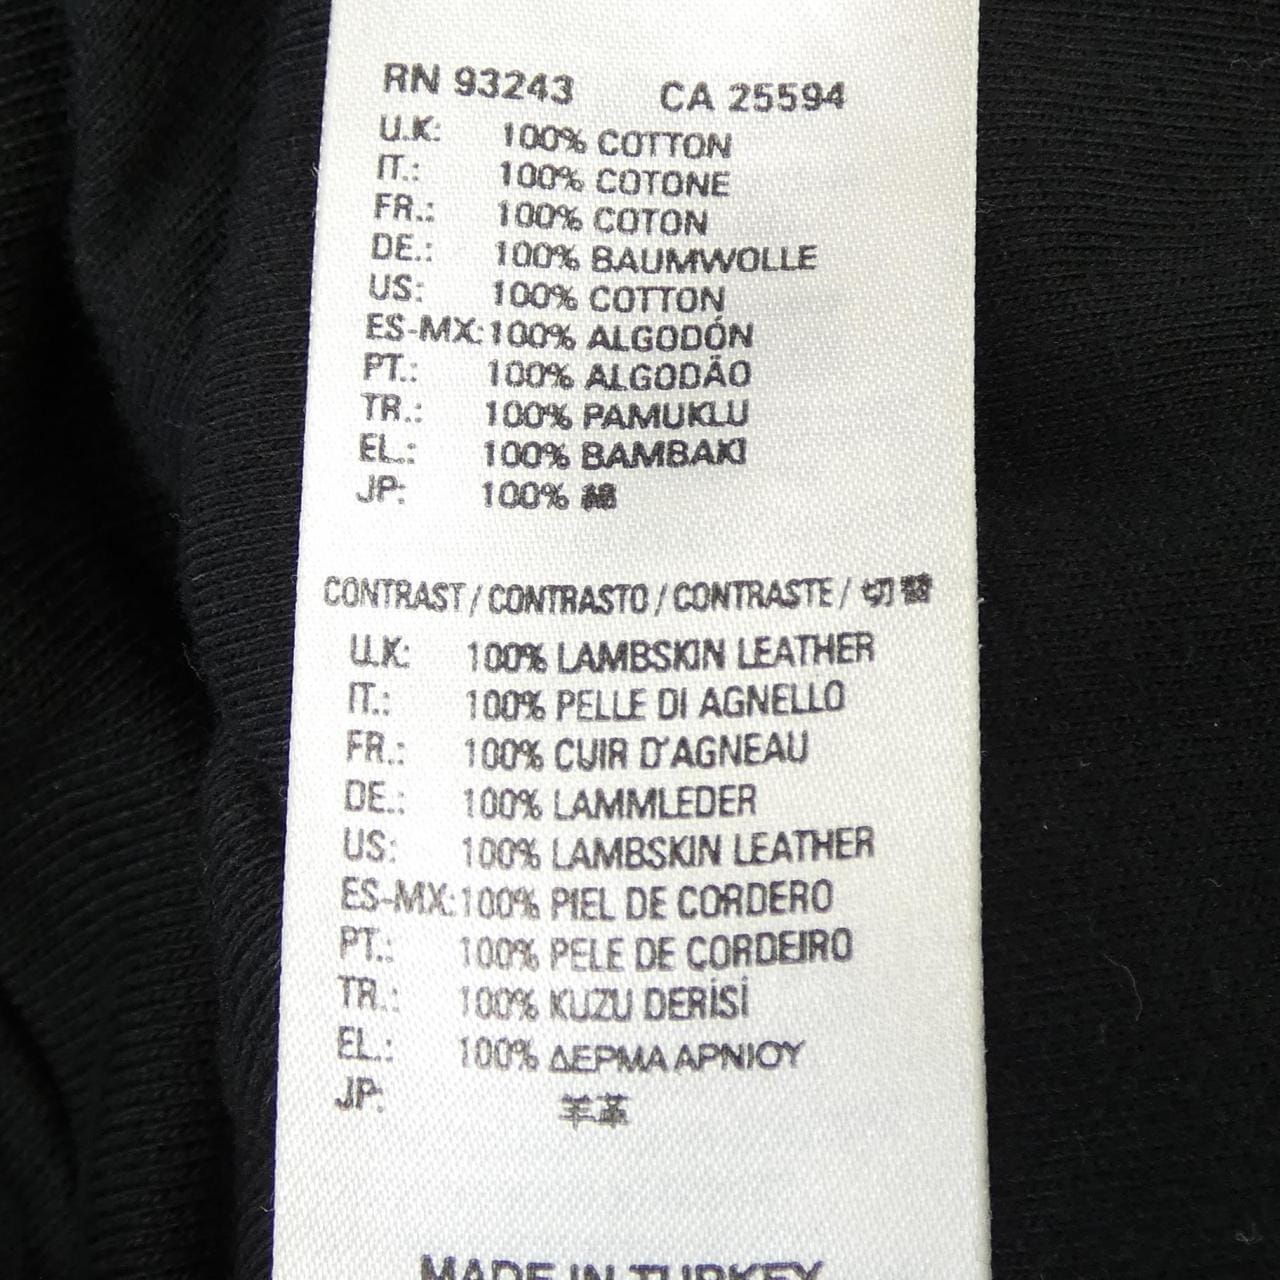 RN 93243 CA 25594
U.K: 100% COTTON
IT.: 100% COTONE
FR.: 100% COTON
DE.: 100% BAUMWOLLE
US: 100% COTTON
ES-MX: 100% ALGODÓN
PT.: 100% ALGODÃO
TR.: 100% PAMUKLU
EL.: 100% BAMBAKI
JP: 100% 綿
CONTRAST / CONTRASTO / CONTRASTE / 切替
U.K: 100% LAMBSKIN LEATHER
IT.: 100% PELLE DI AGNELLO
FR.: 100% CUIR D'AGNEAU
DE.: 100% LAMMLEDER
US: 100% LAMBSKIN LEATHER
ES-MX: 100% PIEL DE CORDERO
PT.: 100% PELE DE CORDEIRO
TR.: 100% KUZU DERİSİ
EL.: 100% ΔΕΡΜΑ ΑΡΝΙΟΥ
JP: 羊革
MADE IN TURKEY